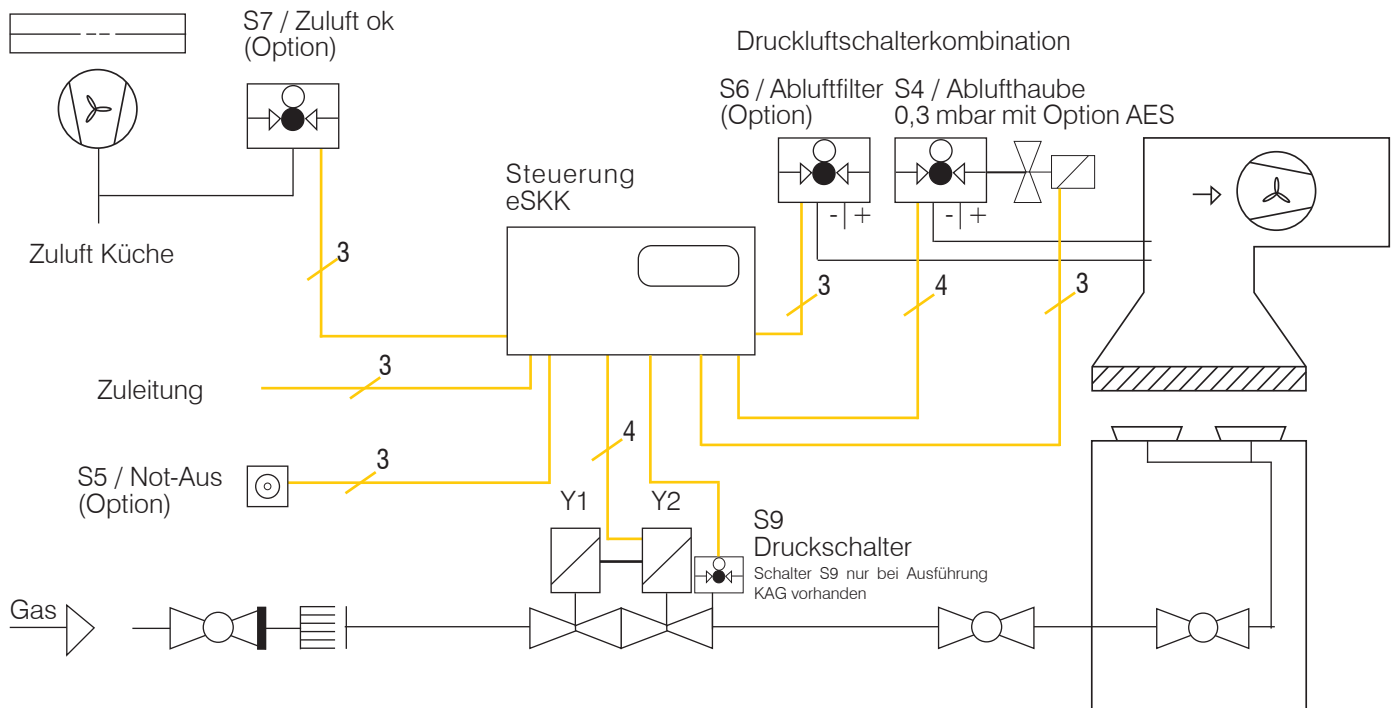 S7 / Zuluft ok
(Option)
Druckluftschalterkombination
S6 / Abluftfilter
(Option)
S4 / Ablufthaube
0,3 mbar mit Option AES
Steuerung
eSKK
- +
- +
Zuluft Küche
3
3
4
3
Zuleitung
3
4
S5 / Not-Aus
(Option)
3
Y1
Y2
S9
Druckschalter
Schalter S9 nur bei Ausführung
KAG vorhanden
Gas